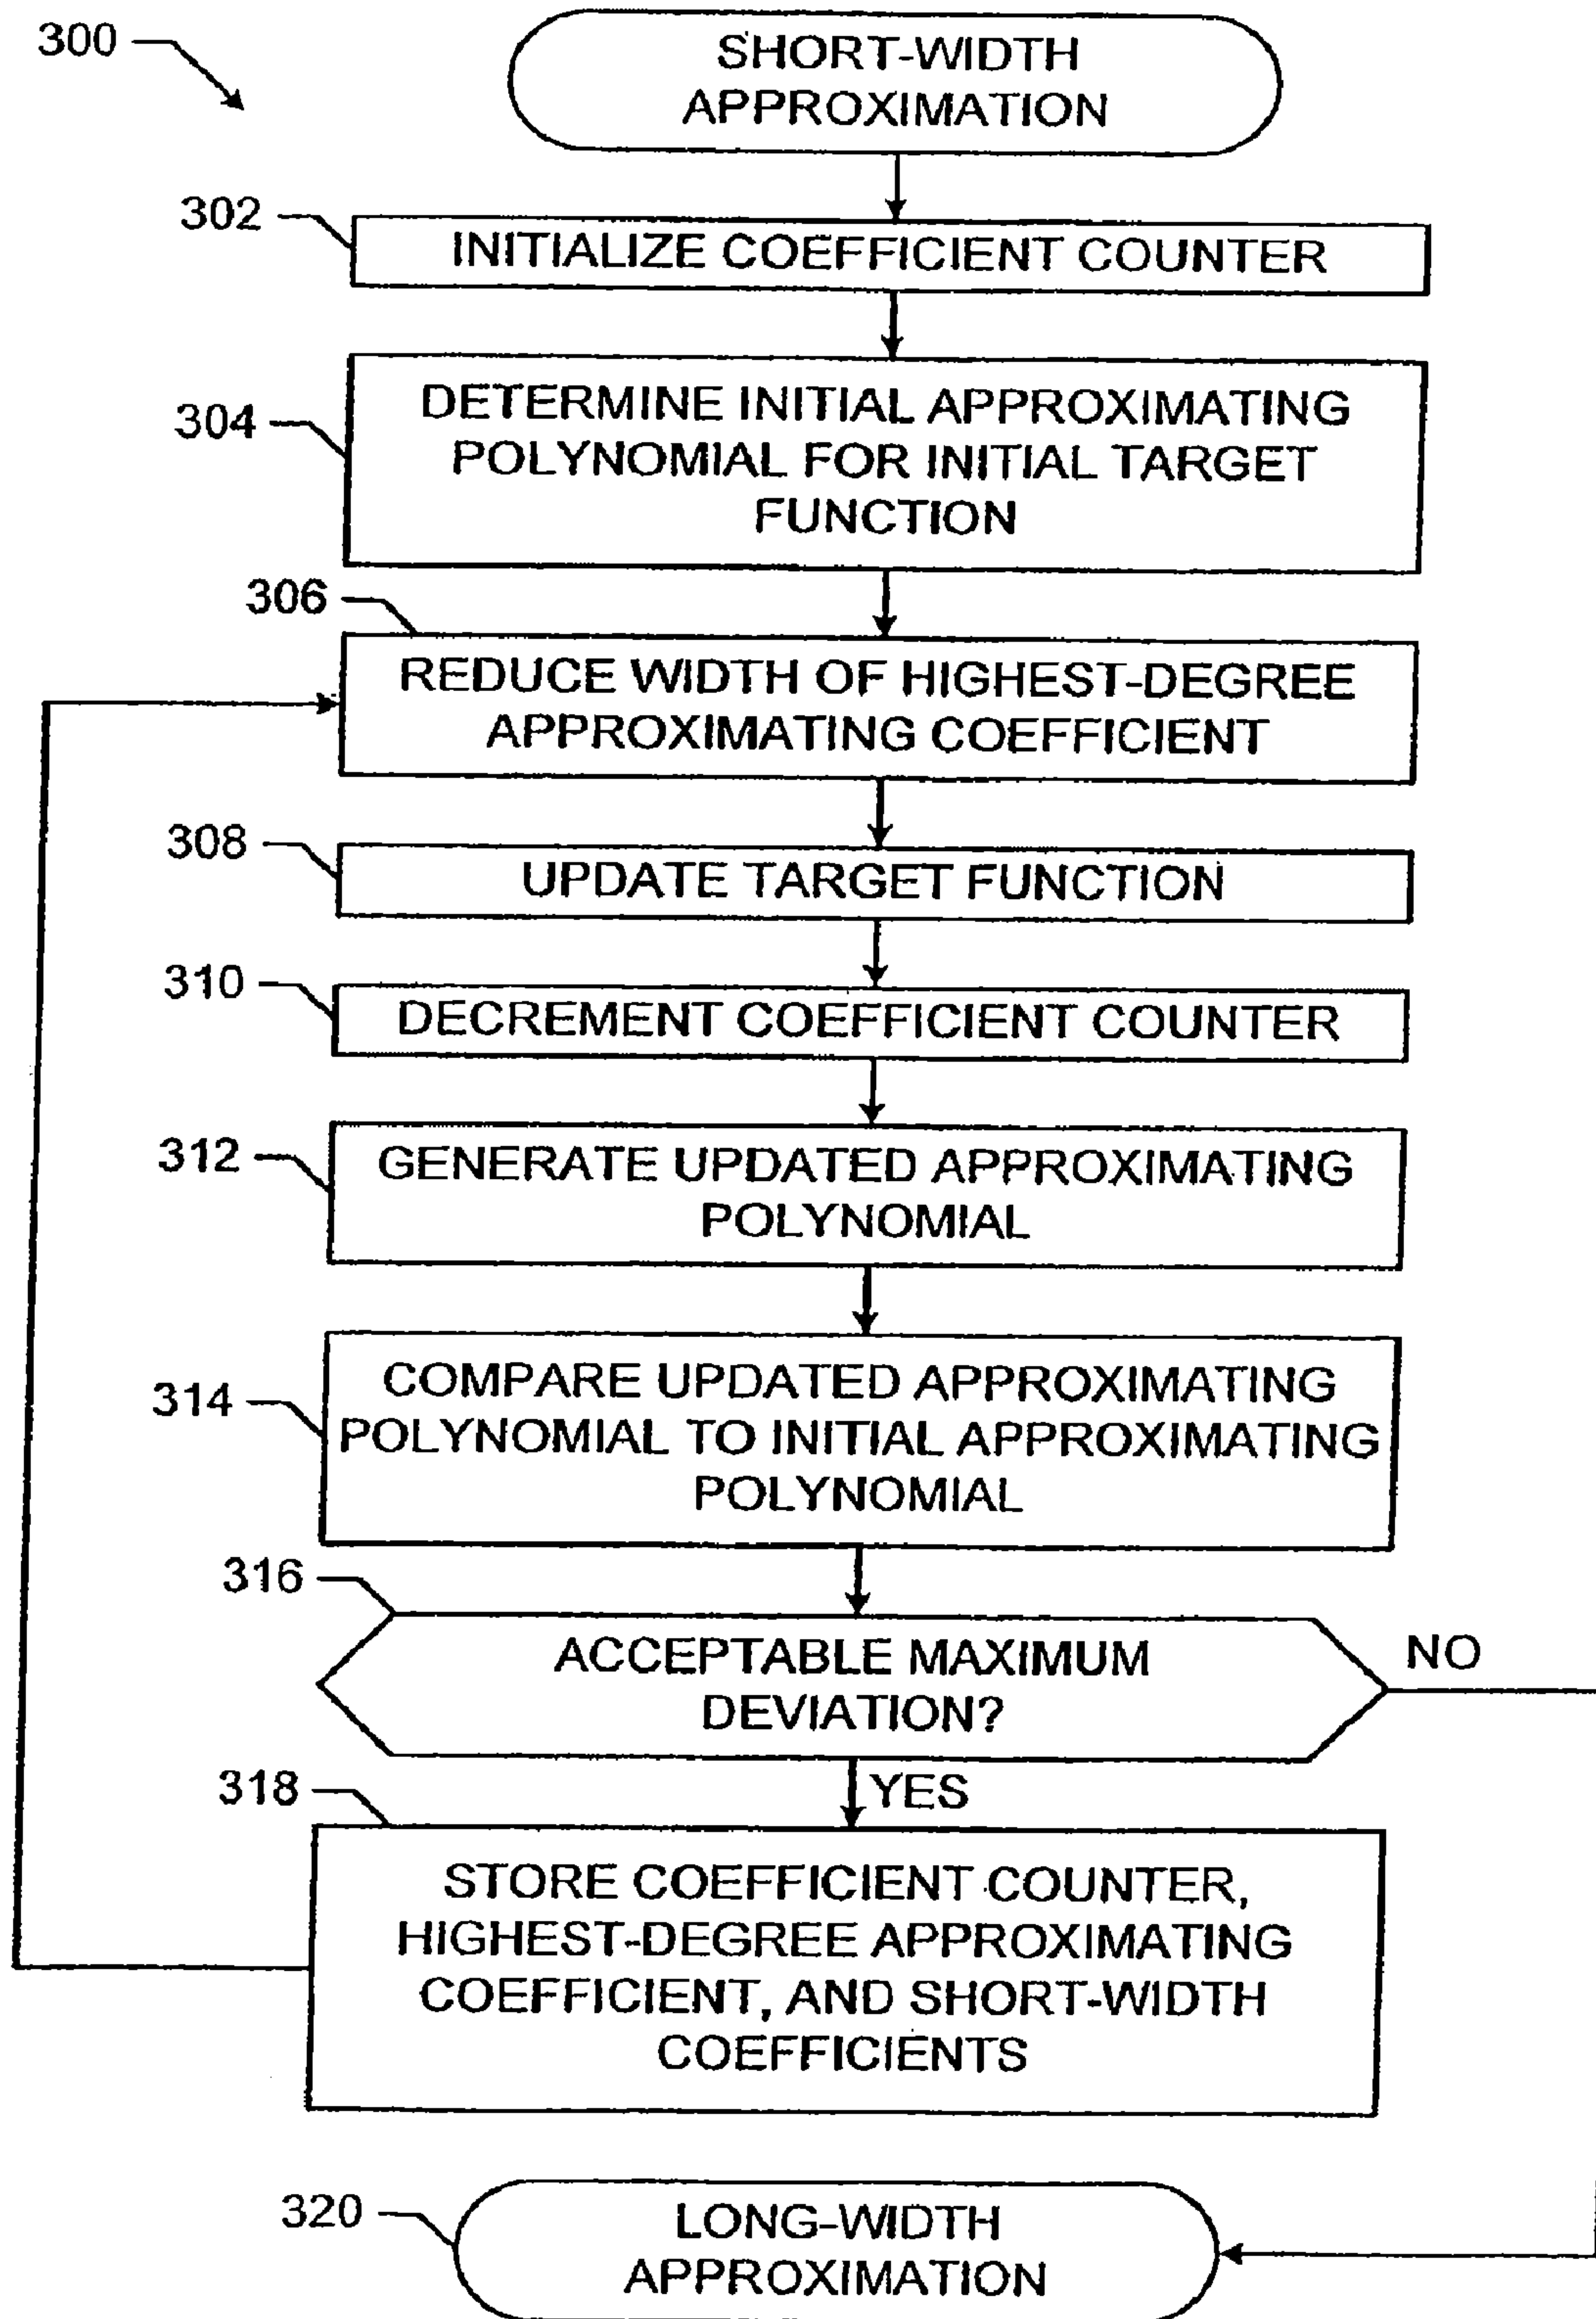 300
SHORT-WIDTH
APPROXIMATION
302
INITIALIZE COEFFICIENT COUNTER
304
DETERMINE INITIAL APPROXIMATING
POLYNOMIAL FOR INITIAL TARGET
FUNCTION
306
REDUCE WIDTH OF HIGHEST-DEGREE
APPROXIMATING COEFFICIENT
308
UPDATE TARGET FUNCTION
310
DECREMENT COEFFICIENT COUNTER
312
GENERATE UPDATED APPROXIMATING
POLYNOMIAL
314
COMPARE UPDATED APPROXIMATING
POLYNOMIAL TO INITIAL APPROXIMATING
POLYNOMIAL
316
ACCEPTABLE MAXIMUM
DEVIATION?
NO
YES
318
STORE COEFFICIENT COUNTER,
HIGHEST-DEGREE APPROXIMATING
COEFFICIENT, AND SHORT-WIDTH
COEFFICIENTS
320
LONG-WIDTH
APPROXIMATION